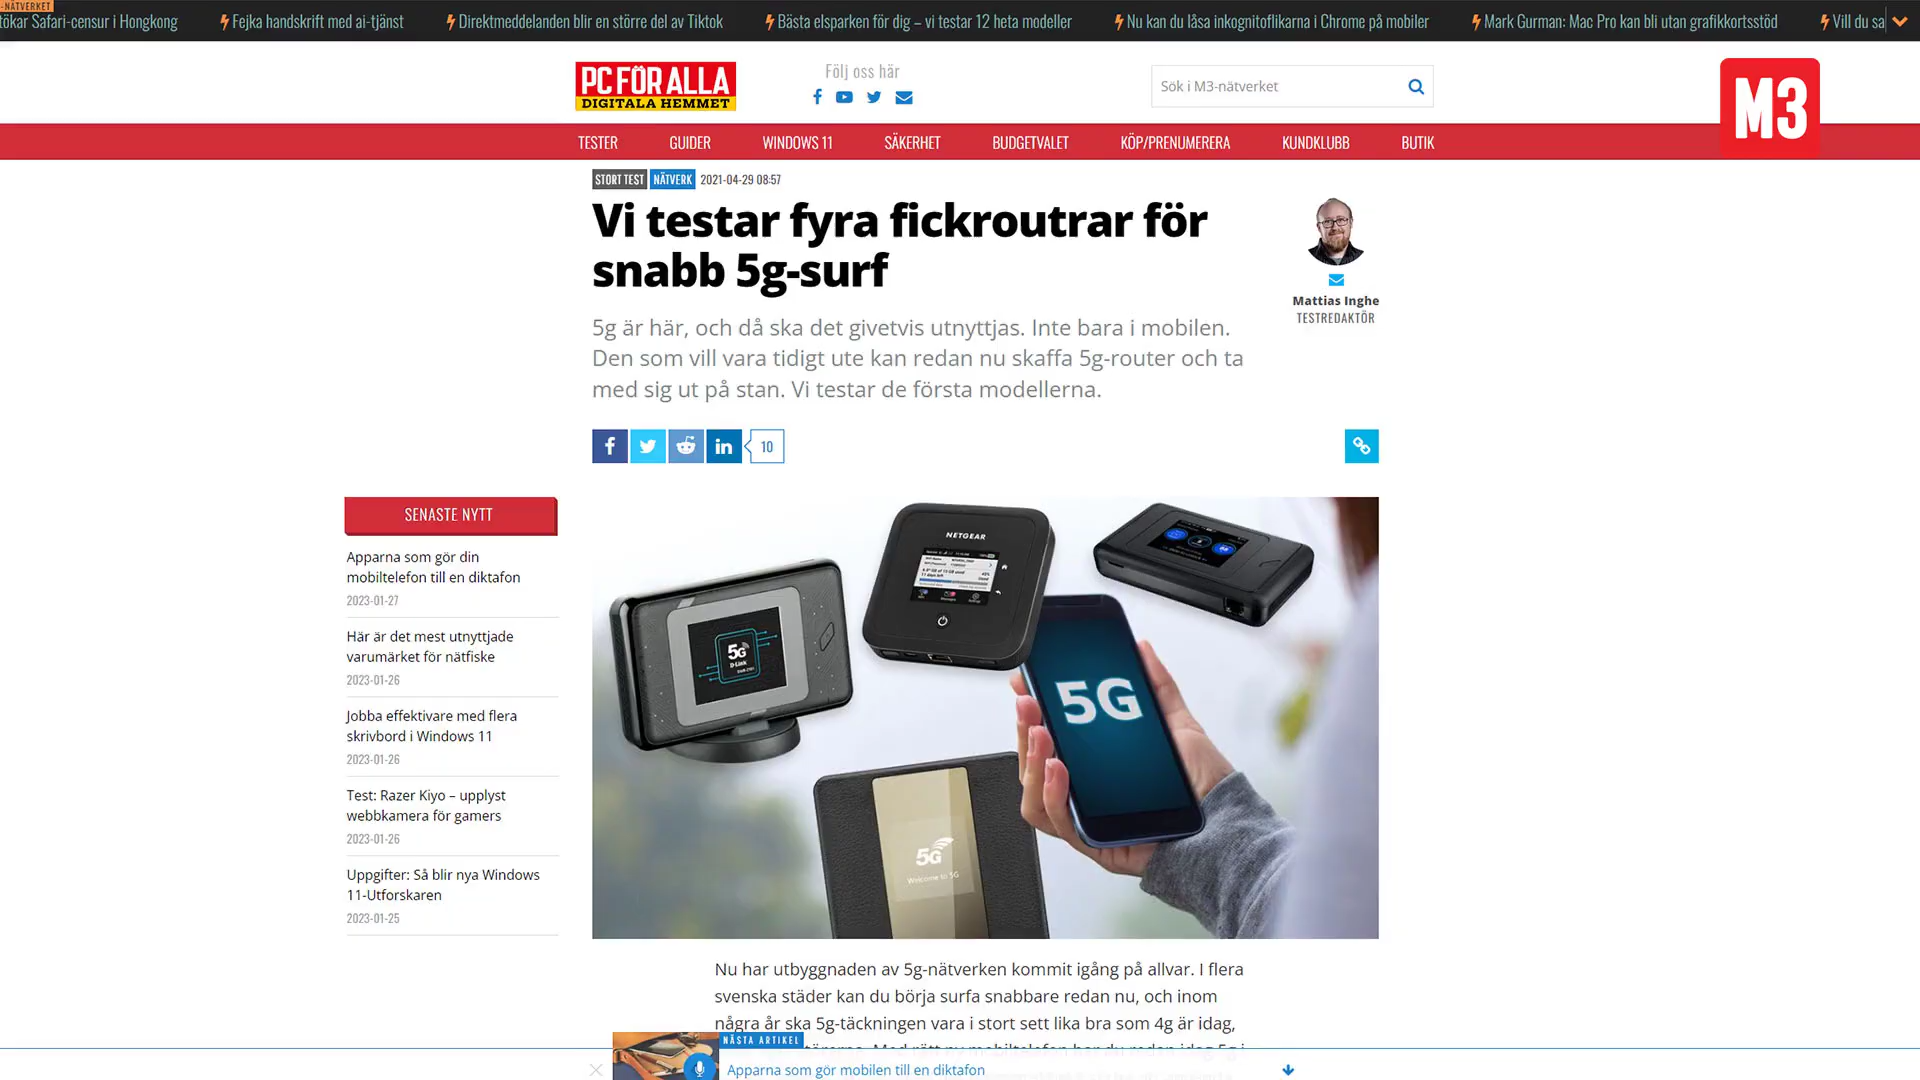 -NÄTVERKET
tökar Safari-censur i Hongkong
Fejka handskrift med ai-tjänst
Direktmeddelanden blir en större del av Tiktok
Bästa elsparken för dig – vi testar 12 heta modeller
Nu kan du låsa inkognitoflikarna i Chrome på mobiler
Mark Gurman: Mac Pro kan bli utan grafikkortsstöd
Vill du sa
PC FÖR ALLA
DIGITALA HEMMET
Följ oss här
Sök i M3-nätverket
M3
TESTER
GUIDER
WINDOWS 11
SÄKERHET
BUDGETVALET
KÖP/PRENUMERERA
KUNDKLUBB
BUTIK
STORT TEST NÄTVERK 2021-04-29 08:57
Vi testar fyra fickroutrar för
snabb 5g-surf
Mattias Inghe
TESTREDAKTÖR
5g är här, och då ska det givetvis utnyttjas. Inte bara i mobilen.
Den som vill vara tidigt ute kan redan nu skaffa 5g-router och ta
med sig ut på stan. Vi testar de första modellerna.
10
SENASTE NYTT
Apparna som gör din
mobiltelefon till en diktafon
2023-01-27
Här är det mest utnyttjade
varumärket för nätfiske
2023-01-26
Jobba effektivare med flera
skrivbord i Windows 11
2023-01-26
Test: Razer Kiyo – upplyst
webbkamera för gamers
2023-01-26
Uppgifter: Så blir nya Windows
11-Utforskaren
2023-01-25
NETGEAR
5G
D-Link
5G
5G
Welcome to 5G
Nu har utbyggnaden av 5g-nätverken kommit igång på allvar. I flera
svenska städer kan du börja surfa snabbare redan nu, och inom
några år ska 5g-täckningen vara i stort sett lika bra som 4g är idag,
NÄSTA ARTIKEL
Apparna som gör mobilen till en diktafon